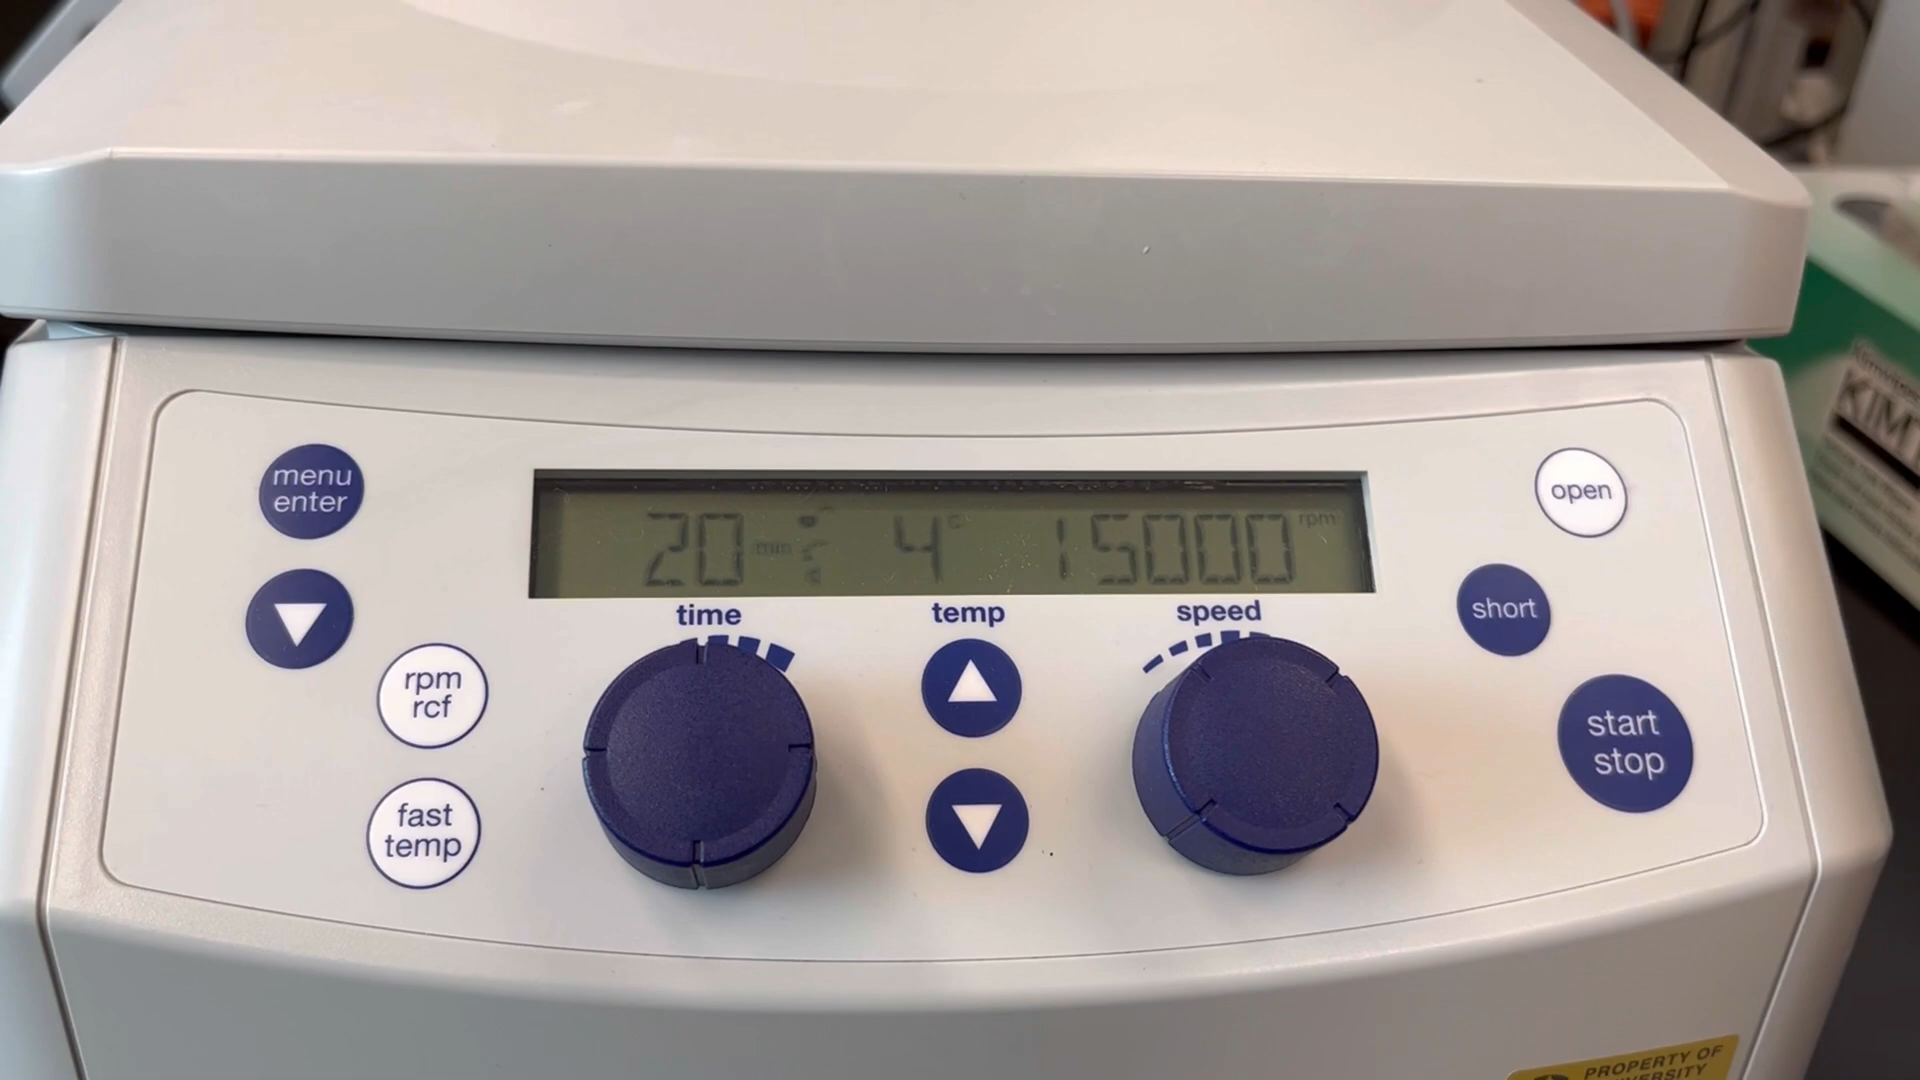 menu
enter
rpm
rcf
fast
temp
20 min 4 °C 15000 rpm
time
temp
speed
open
short
start
stop
KIMT
PROPERTY OF